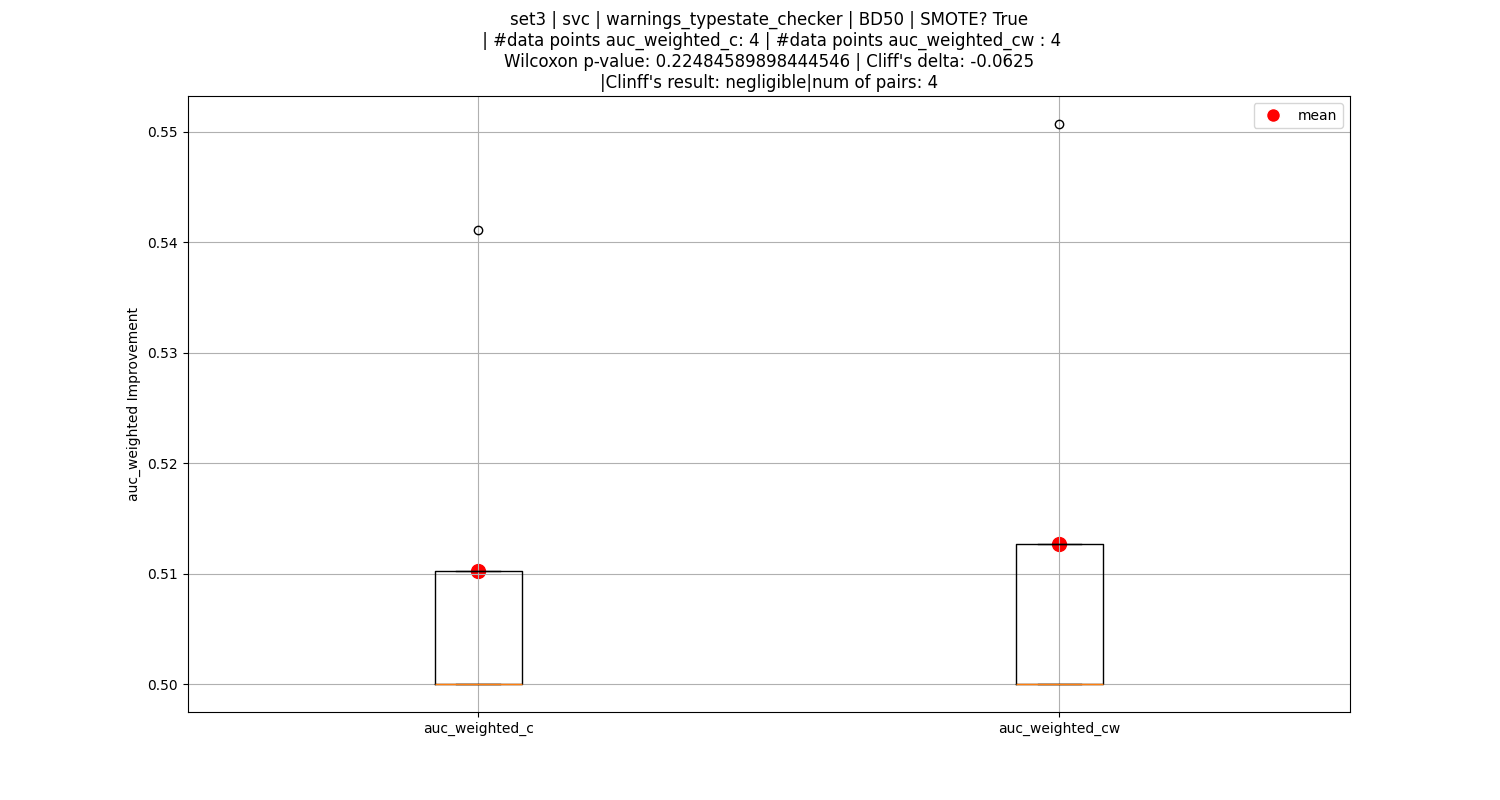 set3 | svc | warnings_typestate_checker | BD50 | SMOTE? True
| #data points auc_weighted_c: 4 | #data points auc_weighted_cw : 4
Wilcoxon p-value: 0.22484589898444546 | Cliff's delta: -0.0625
|Clinff's result: negligible|num of pairs: 4
mean
auc_weighted Improvement
0.55
0.54
0.53
0.52
0.51
0.50
auc_weighted_c
auc_weighted_cw